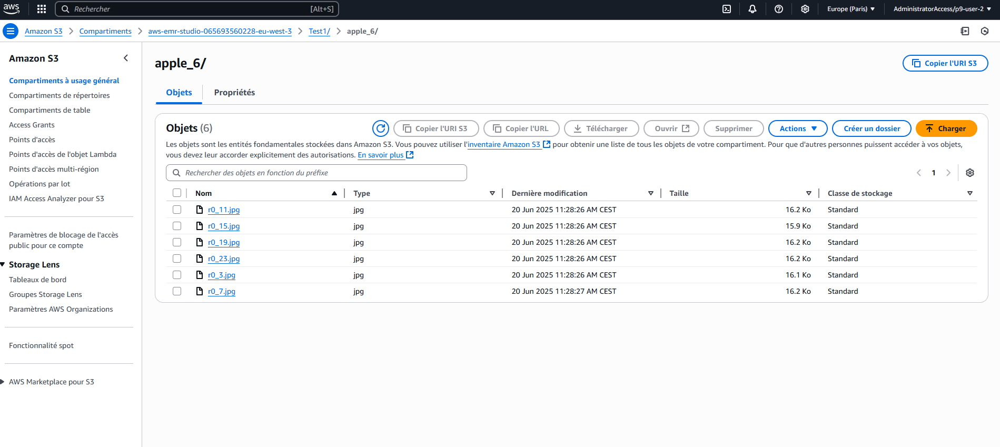 aws
Rechercher
[Alt+S]
Europe (Paris)
AdministratorAccess/p9-user-2
Amazon S3
Compartiments
aws-emr-studio-065693560228-eu-west-3
Test1/
apple_6/
Amazon S3
Compartiments à usage général
Compartiments de répertoires
Compartiments de table
Access Grants
Points d'accès
Points d'accès de l'objet Lambda
Points d'accès multi-région
Opérations par lot
IAM Access Analyzer pour S3
Paramètres de blocage de l'accès
public pour ce compte
Storage Lens
Tableaux de bord
Groupes Storage Lens
Paramètres AWS Organizations
Fonctionnalité spot
AWS Marketplace pour S3
apple_6/
Copier l'URI S3
Objets
Propriétés
Objets (6)
Copier l'URI S3
Copier l'URL
Télécharger
Ouvrir
Supprimer
Actions
Créer un dossier
Charger
Les objets sont les entités fondamentales stockées dans Amazon S3. Vous pouvez utiliser l'inventaire Amazon S3 pour obtenir une liste de tous les objets de votre compartiment. Pour que d'autres personnes puissent accéder à vos objets,
vous devez leur accorder explicitement des autorisations. En savoir plus
Rechercher des objets en fonction du préfixe
1
Nom Type Dernière modification Taille Classe de stockage
r0_11.jpg jpg 20 Jun 2025 11:28:26 AM CEST 16.2 Ko Standard
r0_15.jpg jpg 20 Jun 2025 11:28:26 AM CEST 15.9 Ko Standard
r0_19.jpg jpg 20 Jun 2025 11:28:26 AM CEST 16.2 Ko Standard
r0_23.jpg jpg 20 Jun 2025 11:28:26 AM CEST 16.2 Ko Standard
r0_3.jpg jpg 20 Jun 2025 11:28:26 AM CEST 16.1 Ko Standard
r0_7.jpg jpg 20 Jun 2025 11:28:27 AM CEST 16.2 Ko Standard